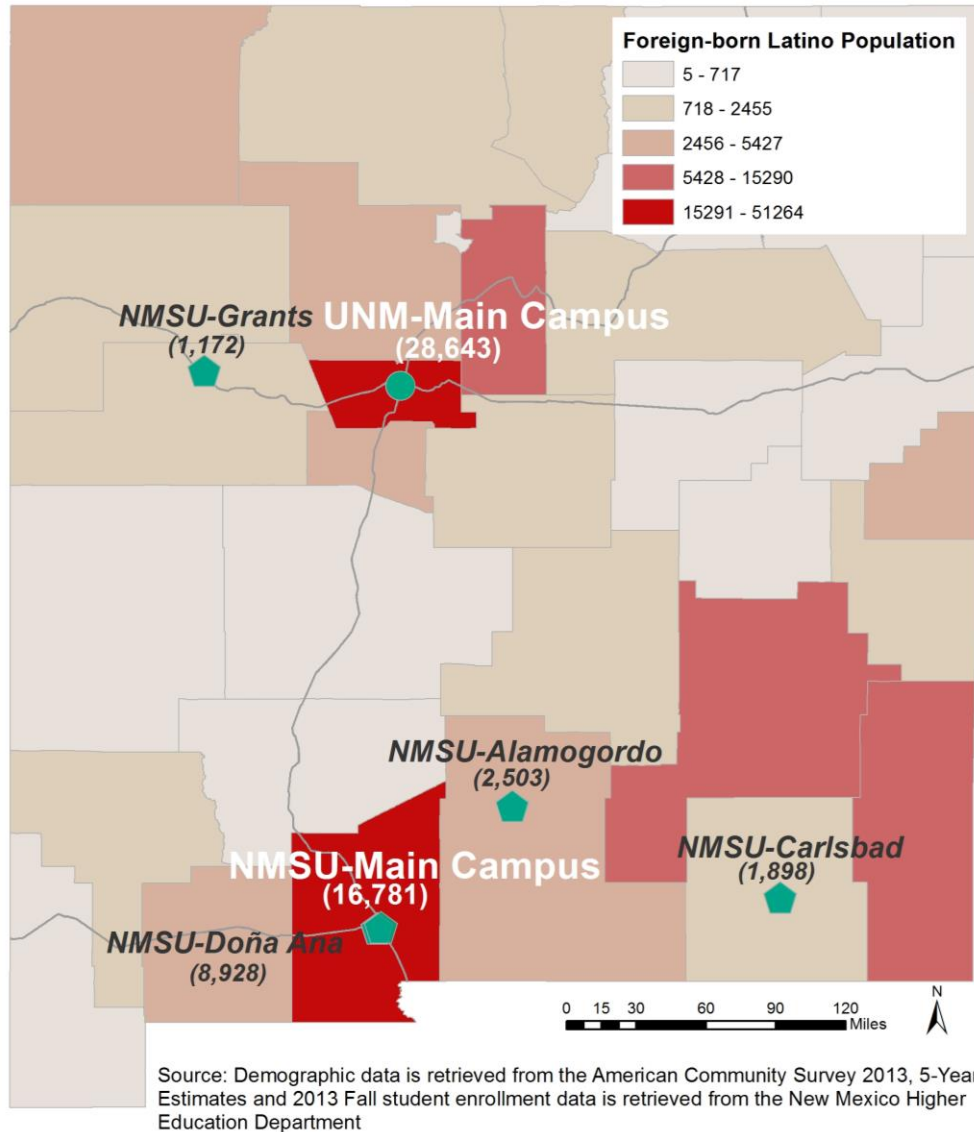 Foreign-born Latino Population
5 - 717
718 - 2455
2456 - 5427
5428 - 15290
15291 - 51264
NMSU-Grants
(1,172)
UNM-Main Campus
(28,643)
NMSU-Alamogordo
(2,503)
NMSU-Main Campus
(16,781)
NMSU-Carlsbad
(1,898)
NMSU-Doña Ana
(8,928)
N
0 15 30 60 90 120
Miles
Source: Demographic data is retrieved from the American Community Survey 2013, 5-Year
Estimates and 2013 Fall student enrollment data is retrieved from the New Mexico Higher
Education Department